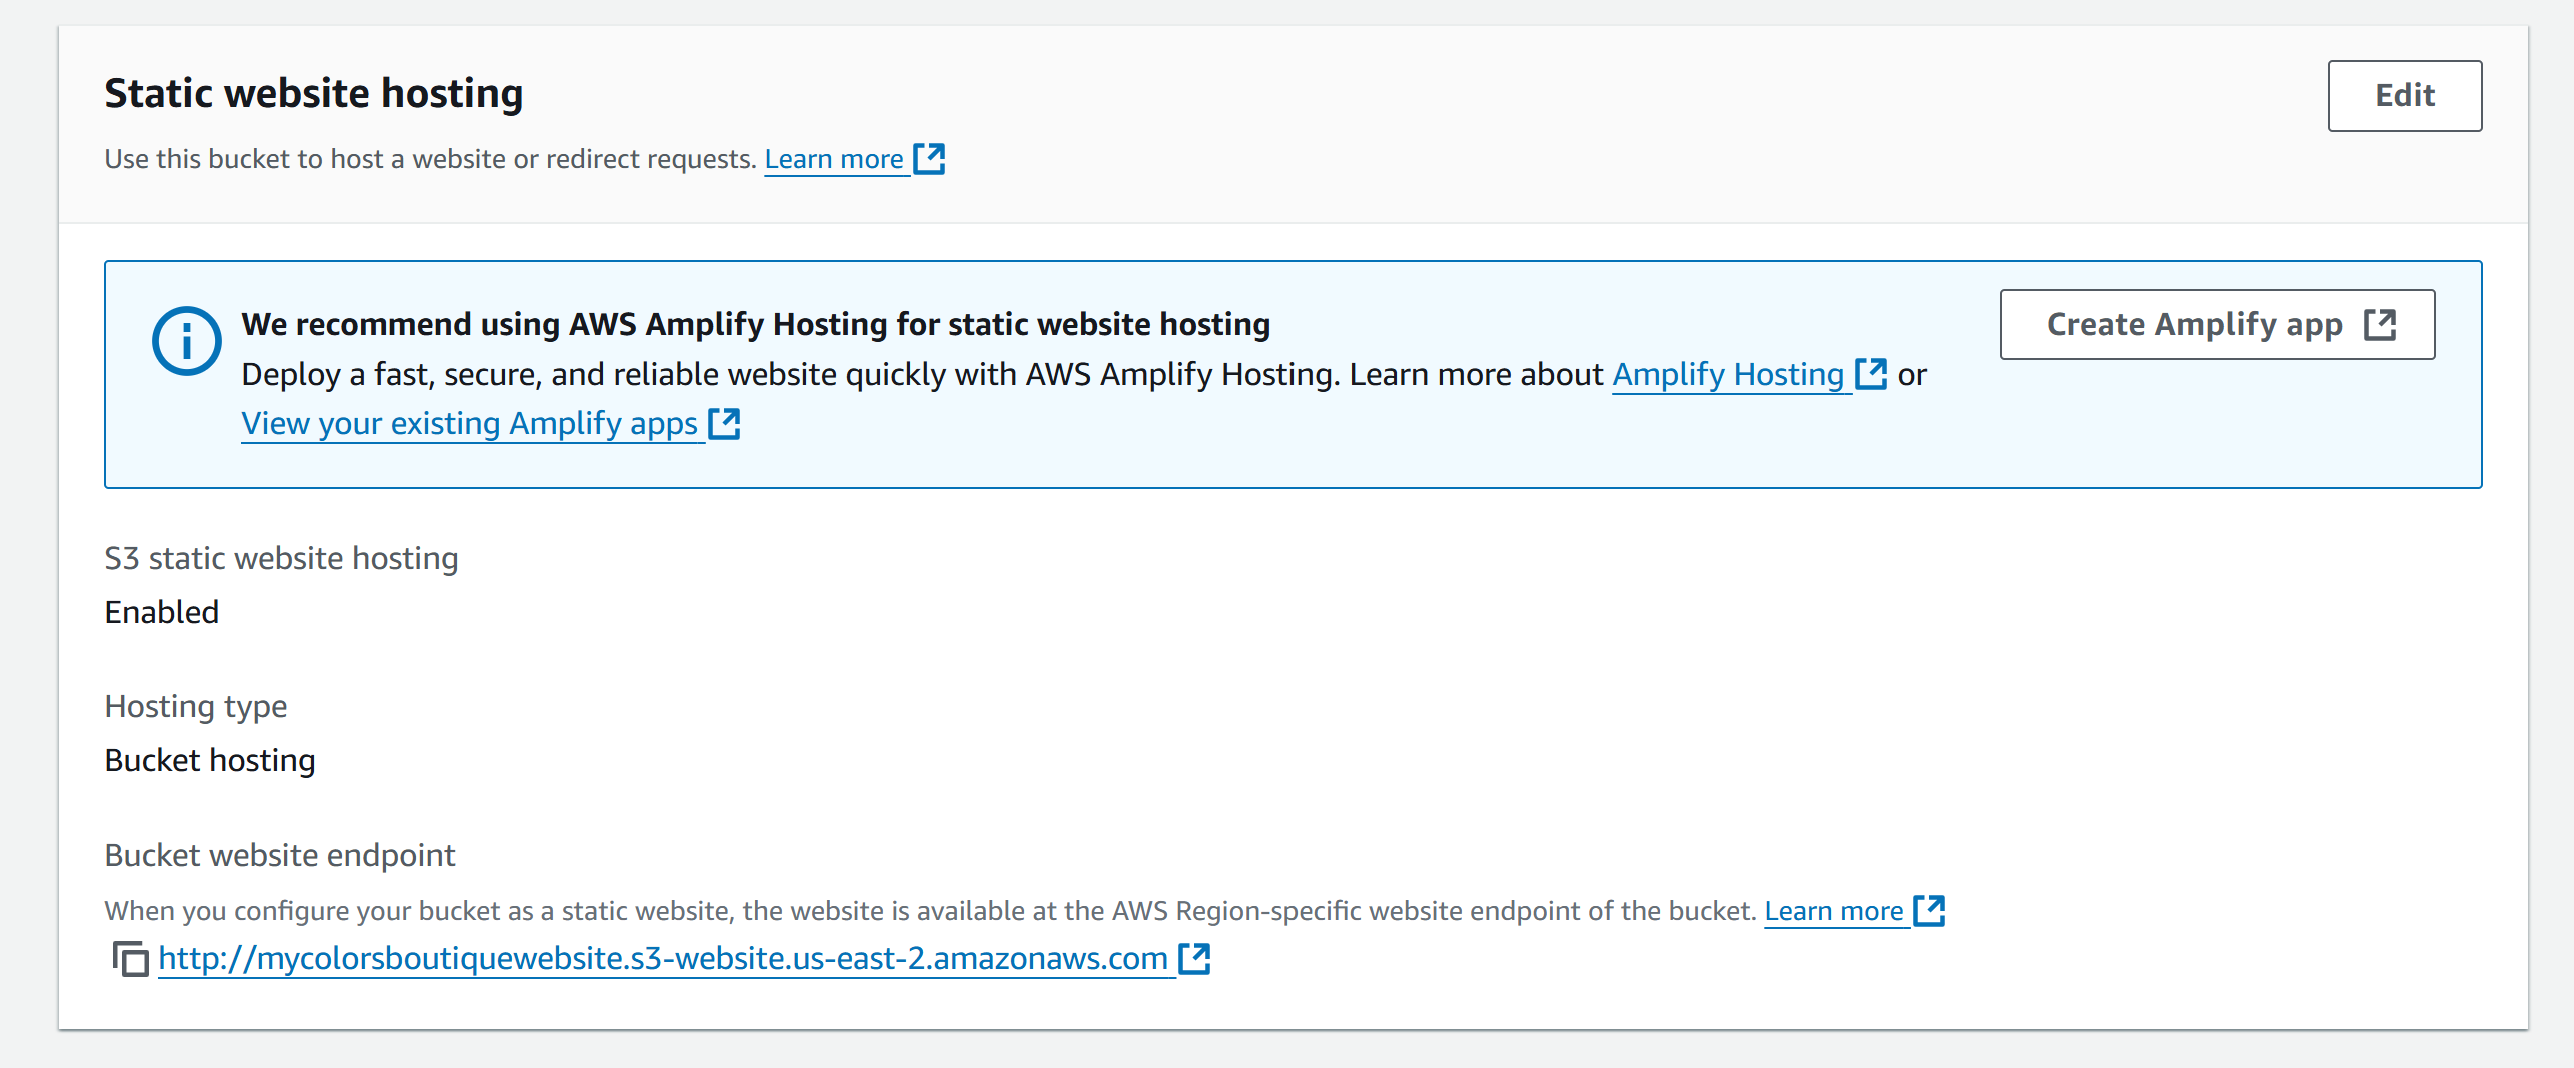 Static website hosting
Edit
Use this bucket to host a website or redirect requests. Learn more
We recommend using AWS Amplify Hosting for static website hosting
Create Amplify app
Deploy a fast, secure, and reliable website quickly with AWS Amplify Hosting. Learn more about Amplify Hosting or
View your existing Amplify apps
S3 static website hosting
Enabled
Hosting type
Bucket hosting
Bucket website endpoint
When you configure your bucket as a static website, the website is available at the AWS Region-specific website endpoint of the bucket. Learn more
http://mycolorsboutiquewebsite.s3-website.us-east-2.amazonaws.com